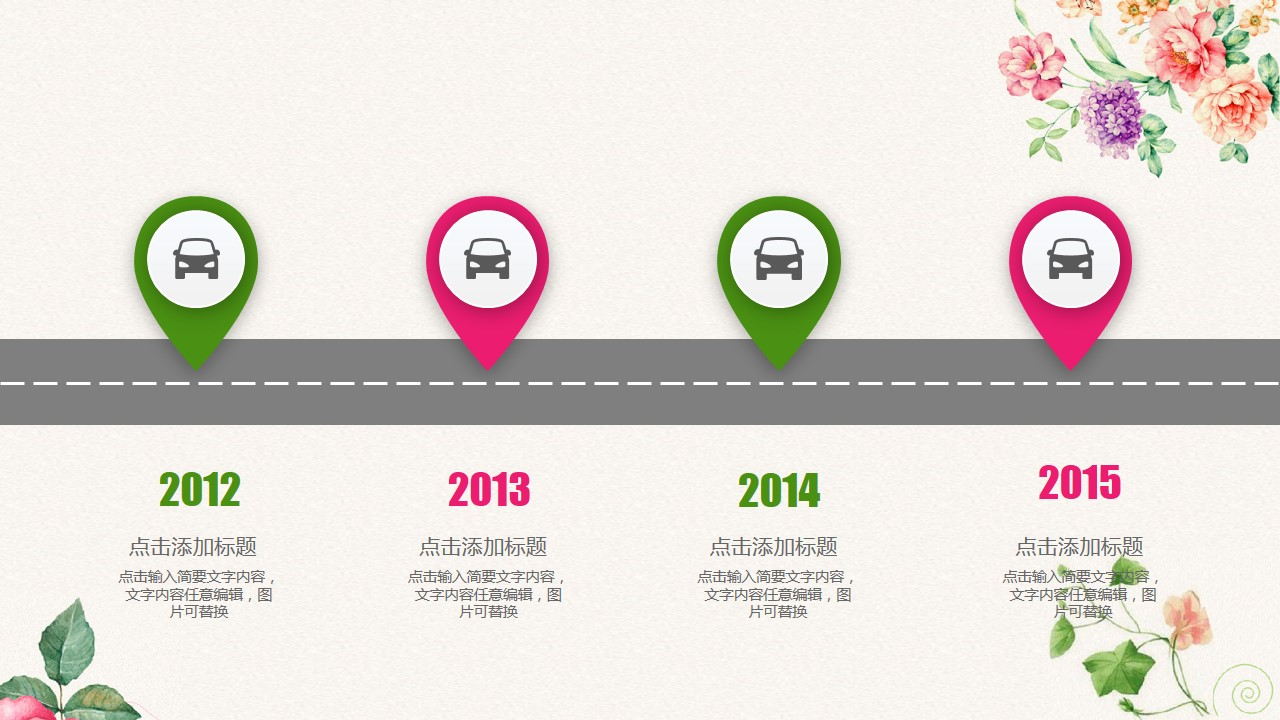 2012
点击添加标题
点击输入简要文字内容，
文字内容任意编辑，图
片可替换
2013
点击添加标题
点击输入简要文字内容，
文字内容任意编辑，图
片可替换
2014
点击添加标题
点击输入简要文字内容，
文字内容任意编辑，图
片可替换
2015
点击添加标题
点击输入简要文字内容，
文字内容任意编辑，图
片可替换